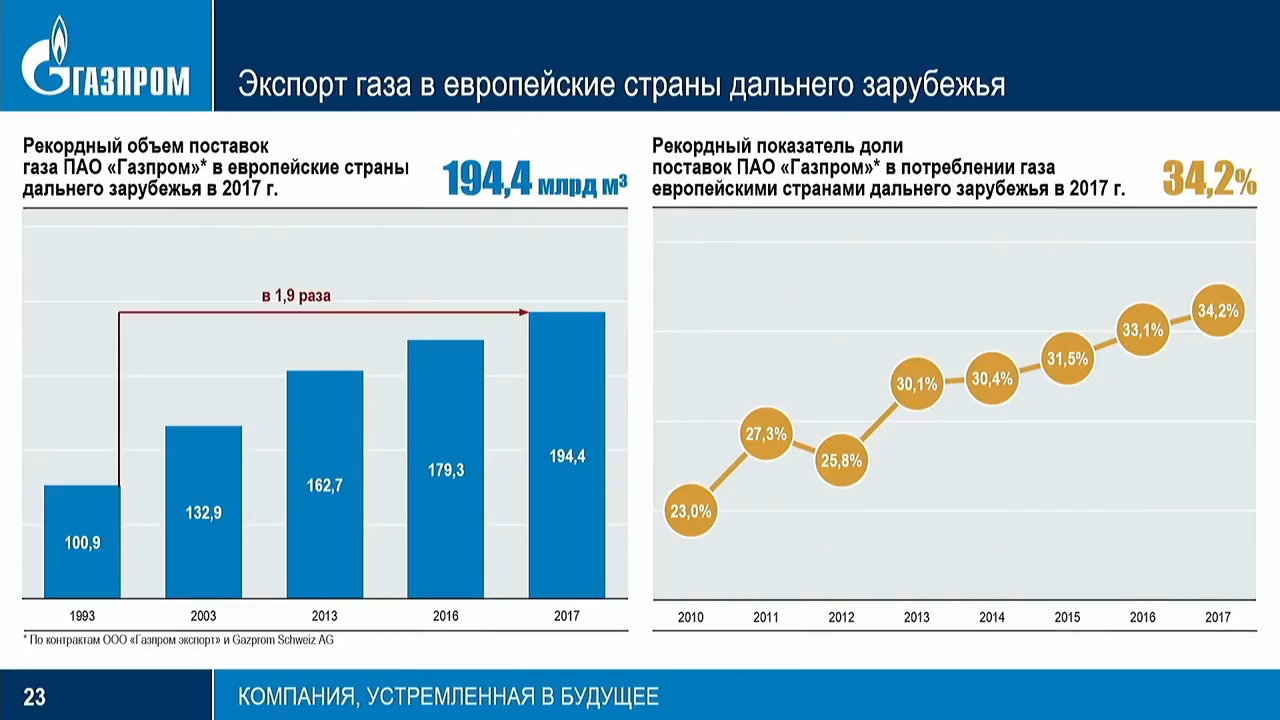 ГАЗПРОМ
Экспорт газа в европейские страны дальнего зарубежья
Рекордный объем поставок
газа ПАО «Газпром»* в европейские страны
дальнего зарубежья в 2017 г.
194,4 млрд м³
в 1,9 раза
100,9
132,9
162,7
179,3
194,4
1993
2003
2013
2016
2017
* По контрактам ООО «Газпром экспорт» и Gazprom Schweiz AG
Рекордный показатель доли
поставок ПАО «Газпром»* в потреблении газа
европейскими странами дальнего зарубежья в 2017 г.
34,2%
23,0%
27,3%
25,8%
30,1%
30,4%
31,5%
33,1%
34,2%
2010
2011
2012
2013
2014
2015
2016
2017
23
КОМПАНИЯ, УСТРЕМЛЕННАЯ В БУДУЩЕЕ